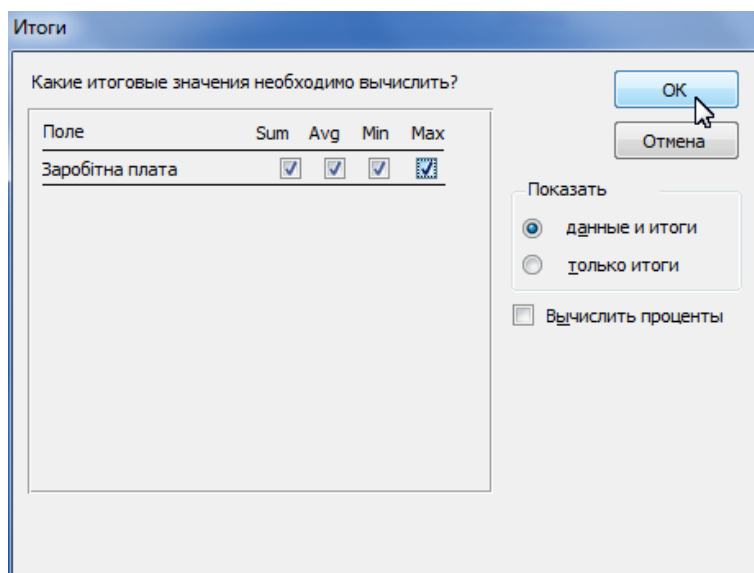 Итоги
Какие итоговые значения необходимо вычислить?
ОК
Отмена
Поле Sum Avg Min Max
Заробітна плата
Показать
данные и итоги
только итоги
Вычислить проценты